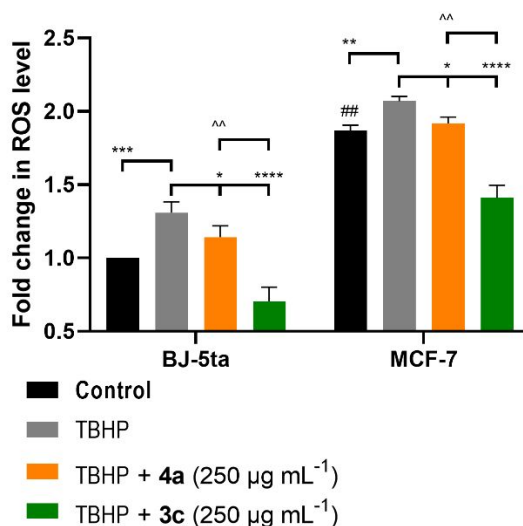 ^^
2.5
**
*
****
2.0
##
^^
***
*
****
1.5
1.0
0.5
Fold change in ROS level
BJ-5ta
MCF-7
Control
TBHP
TBHP + 4a (250 µg mL⁻¹)
TBHP + 3c (250 µg mL⁻¹)